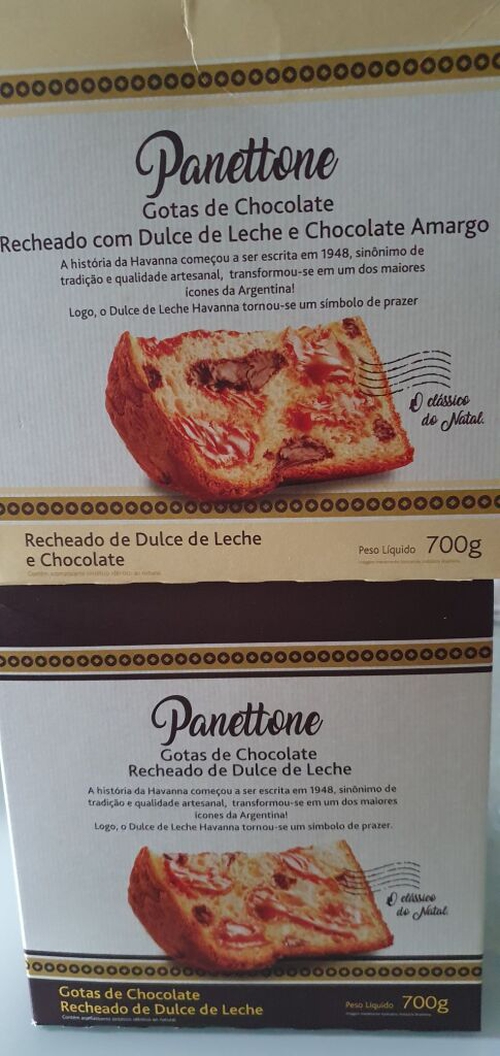 Panettone
Gotas de Chocolate
Recheado com Dulce de Leche e Chocolate Amargo
A história da Havanna começou a ser escrita em 1948, sinônimo de
tradição e qualidade artesanal, transformou-se em um dos maiores
ícones da Argentina!
Logo, o Dulce de Leche Havanna tornou-se um símbolo de prazer
O clássico
do Natal.
Recheado de Dulce de Leche
e Chocolate
Peso Líquido 700g
Panettone
Gotas de Chocolate
Recheado de Dulce de Leche
A história da Havanna começou a ser escrita em 1948, sinônimo de
tradição e qualidade artesanal, transformou-se em um dos maiores
ícones da Argentina!
Logo, o Dulce de Leche Havanna tornou-se um símbolo de prazer.
O clássico
do Natal.
Gotas de Chocolate
Recheado de Dulce de Leche
Peso Líquido 700g